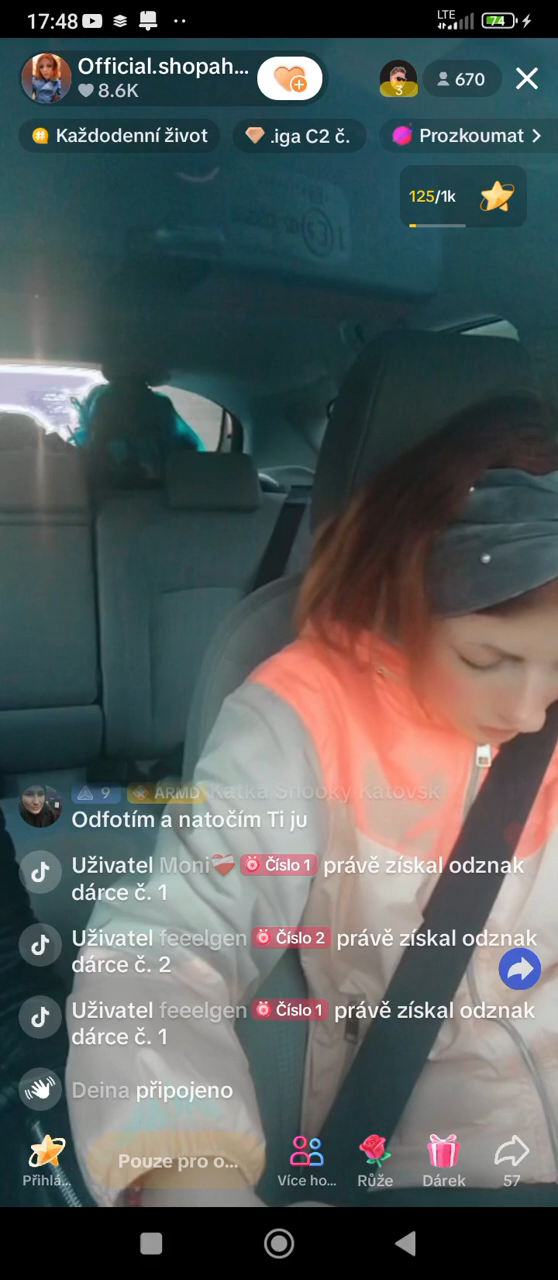 17:48
LTE
74
Official.shopah...
8.6K
3
670
Každodenní život
.iga C2 č.
Prozkoumat
125/1k
9 ARMD Katka Snooky Katovsk
Odfotím a natočím Ti ju
Uživatel Moni Číslo 1 právě získal odznak
dárce č. 1
Uživatel feeelgen Číslo 2 právě získal odznak
dárce č. 2
Uživatel feeelgen Číslo 1 právě získal odznak
dárce č. 1
Deina připojeno
Přihlá...
Pouze pro o...
Více ho...
Růže
Dárek
57